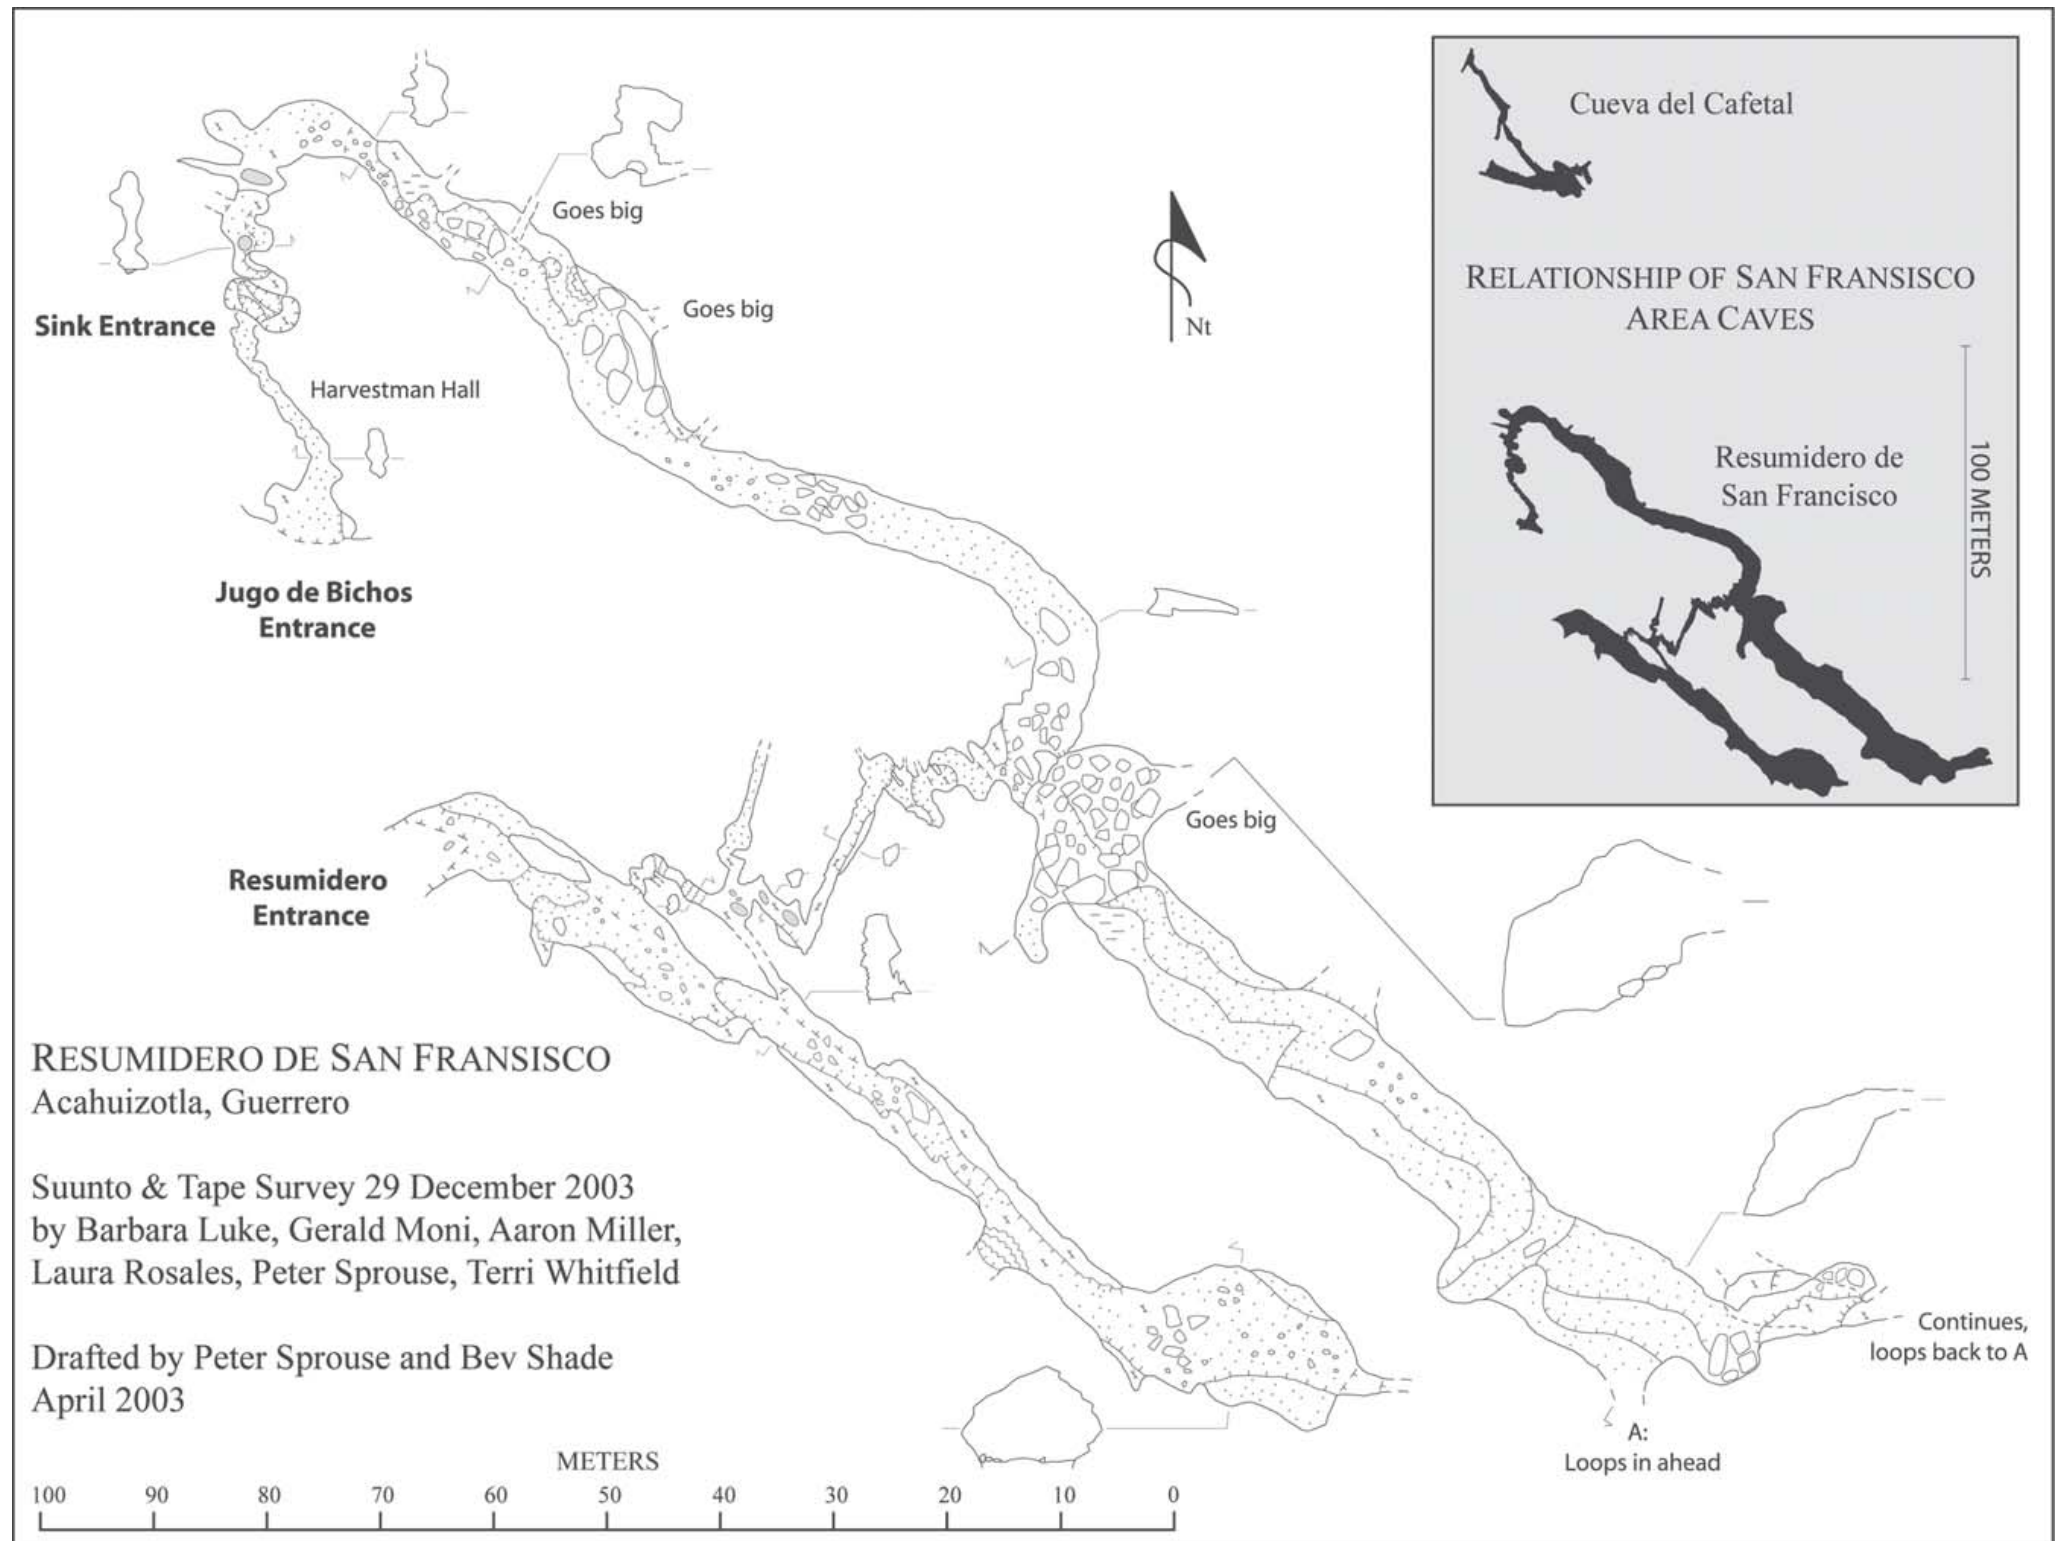 Cueva del Cafetal
RELATIONSHIP OF SAN FRANSISCO
AREA CAVES
Resumidero de
San Francisco
100 METERS
Goes big
Goes big
Nt
Sink Entrance
Harvestman Hall
Jugo de Bichos
Entrance
Goes big
Resumidero
Entrance
RESUMIDERO DE SAN FRANSISCO
Acahuizotla, Guerrero
Suunto & Tape Survey 29 December 2003
by Barbara Luke, Gerald Moni, Aaron Miller,
Laura Rosales, Peter Sprouse, Terri Whitfield
Drafted by Peter Sprouse and Bev Shade
April 2003
Continues,
loops back to A
A:
Loops in ahead
METERS
100 90 80 70 60 50 40 30 20 10 0